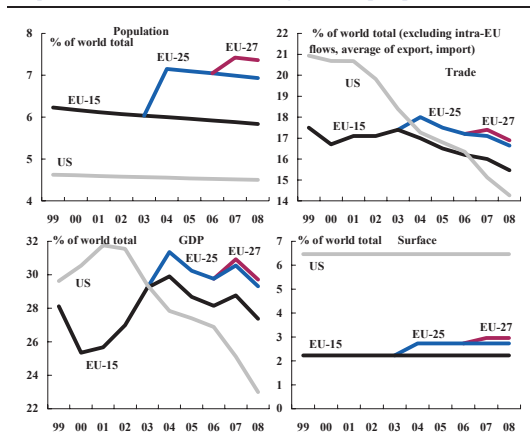 Population
% of world total
8
7
6
5
4
EU-25
EU-27
EU-15
US
99 00 01 02 03 04 05 06 07 08
% of world total (excluding intra-EU
flows, average of export, import)
Trade
22
21
20
19
18
17
16
15
14
US
EU-15
EU-25
EU-27
99 00 01 02 03 04 05 06 07 08
% of world total GDP
32
30
28
26
24
22
US
EU-25
EU-27
EU-15
99 00 01 02 03 04 05 06 07 08
% of world total Surface
7
6
5
4
3
2
1
0
US
EU-15
EU-25
EU-27
99 00 01 02 03 04 05 06 07 08